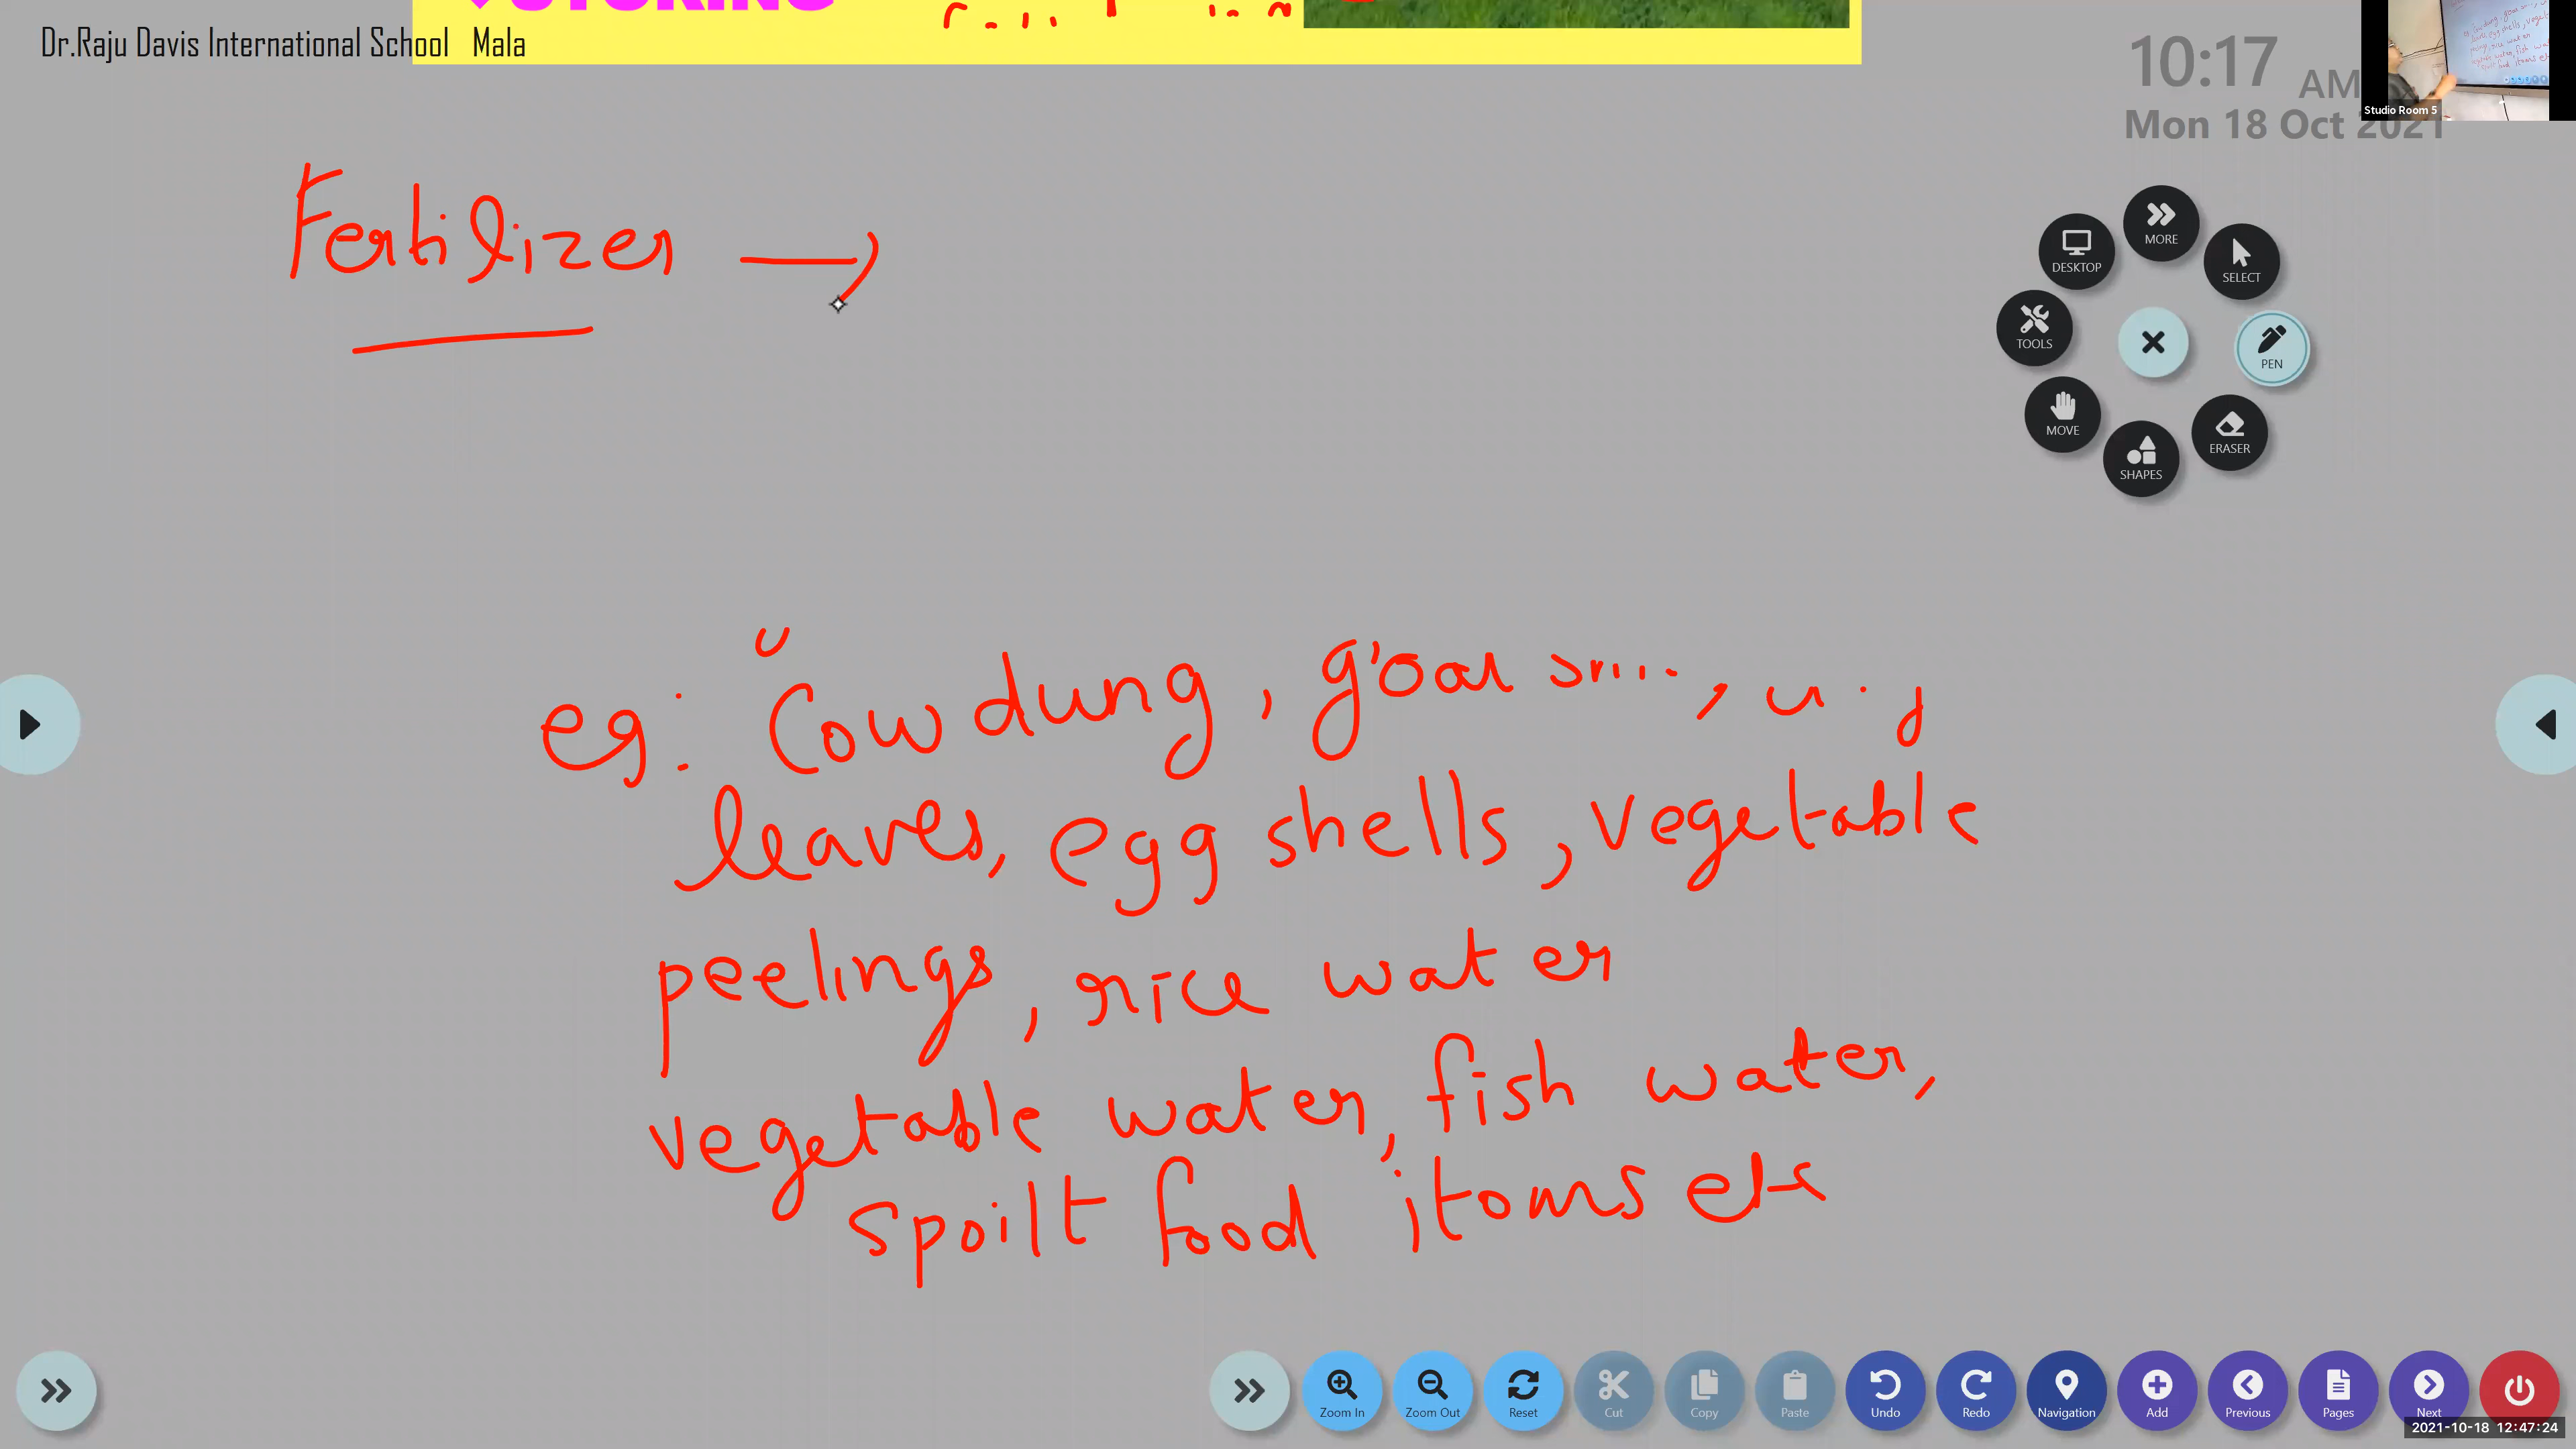 Dr.Raju Davis International School Mala
10:17 AM
Mon 18 Oct 2021
Studio Room 5
Fertilizer →
MORE
DESKTOP
SELECT
TOOLS
PEN
MOVE
ERASER
SHAPES
eg: Cow dung, goat
leaves, egg shells, vegetable
peelings, rice water
vegetable water, fish water,
spoilt food items etc
Zoom In Zoom Out Reset Cut Copy Paste Undo Redo Navigation Add Previous Pages Next
2021-10-18 12:47:24